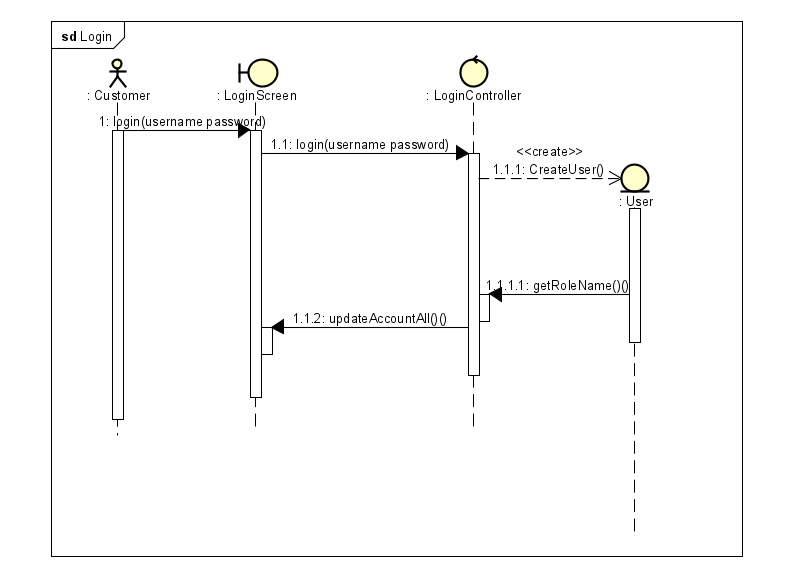 sd Login
: Customer
: LoginScreen
: LoginController
1: login(username password)
1.1: login(username password)
<<create>>
1.1.1: CreateUser()
: User
1.1.1.1: getRoleName()()
1.1.2: updateAccountAll()()